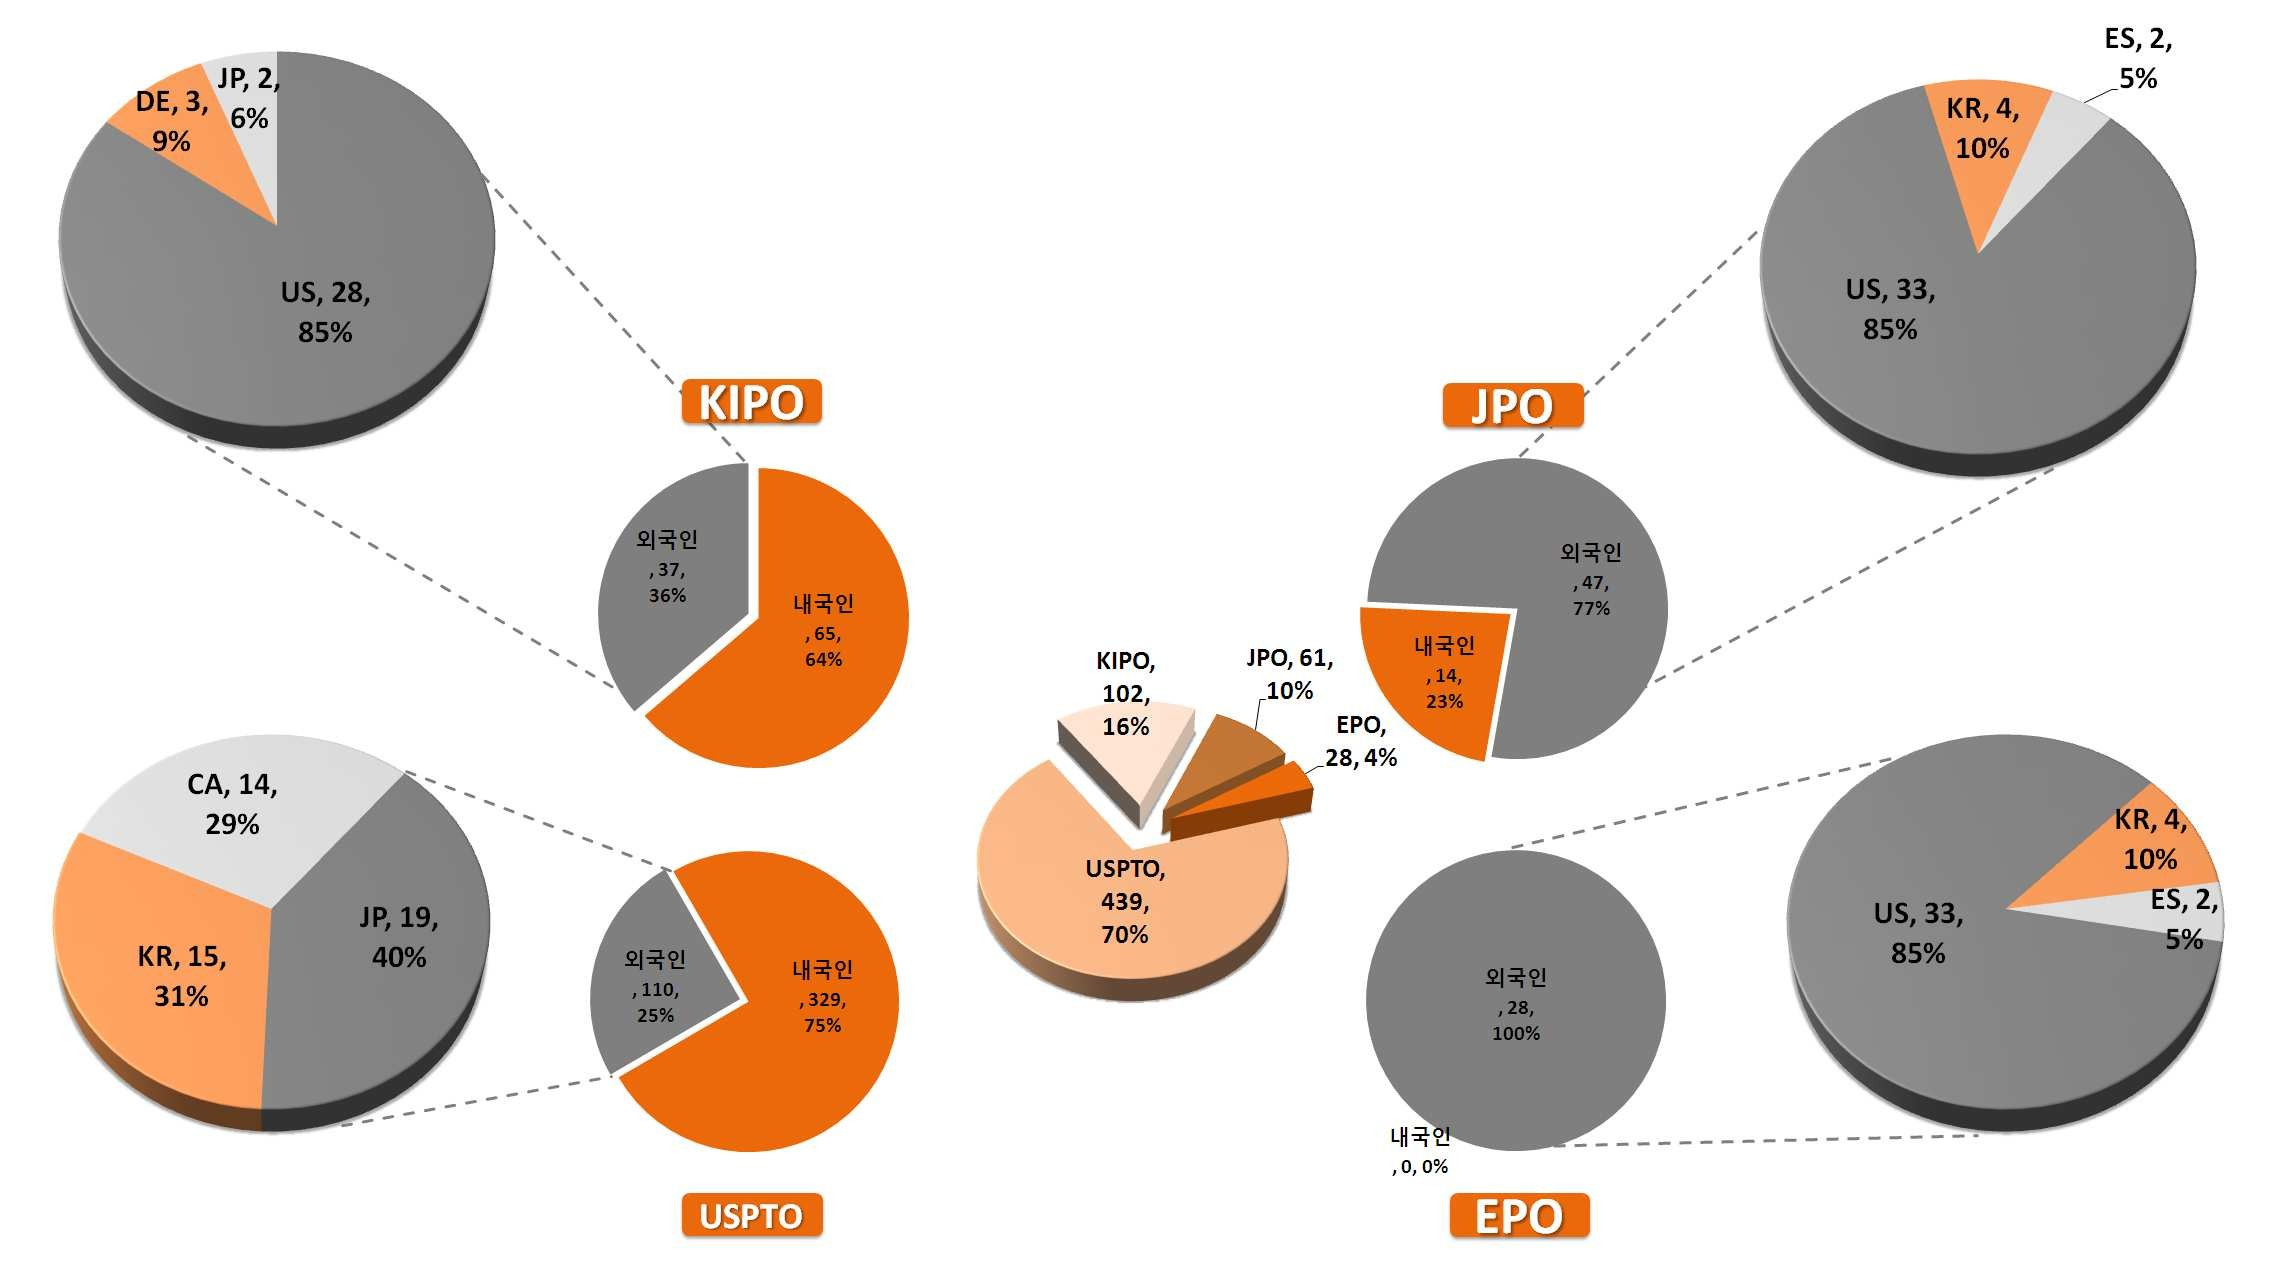 JP, 2,
6%
DE, 3,
9%
US, 28,
85%
KIPO
외국인
, 37,
36%
내국인
, 65,
64%
ES, 2,
5%
KR, 4,
10%
US, 33,
85%
JPO
외국인
, 47,
77%
내국인
, 14,
23%
KIPO,
102,
16%
JPO, 61,
10%
EPO,
28, 4%
USPTO,
439,
70%
CA, 14,
29%
JP, 19,
40%
KR, 15,
31%
외국인
, 110,
25%
내국인
, 329,
75%
USPTO
KR, 4,
10%
ES, 2,
5%
US, 33,
85%
외국인
, 28,
100%
내국인
, 0, 0%
EPO